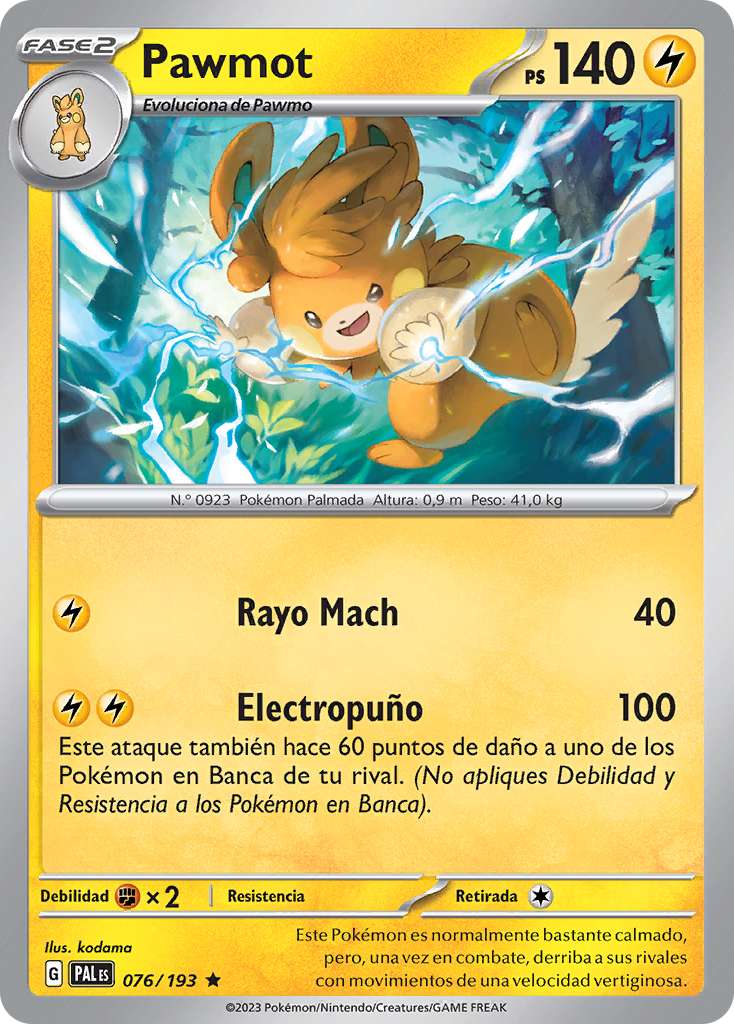 FASE 2
Pawmot
PS 140
Evoluciona de Pawmo
N.º 0923 Pokémon Palmada Altura: 0,9 m Peso: 41,0 kg
Rayo Mach 40
Electropuño 100
Este ataque también hace 60 puntos de daño a uno de los
Pokémon en Banca de tu rival. (No apliques Debilidad y
Resistencia a los Pokémon en Banca).
Debilidad × 2 Resistencia Retirada
Ilus. kodama
G PAL ES 076/193 ★
Este Pokémon es normalmente bastante calmado,
pero, una vez en combate, derriba a sus rivales
con movimientos de una velocidad vertiginosa.
©2023 Pokémon/Nintendo/Creatures/GAME FREAK